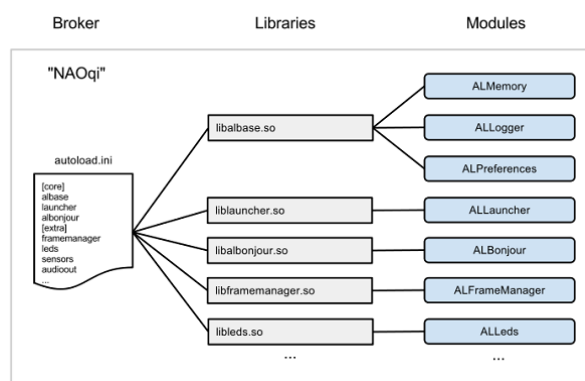 Broker
Libraries
Modules
"NAOqi"
autoload.ini
[core]
albase
launcher
albonjour
[extra]
framemanager
leds
sensors
audioout
...
libalbase.so
liblauncher.so
libalbonjour.so
libframemanager.so
libleds.so
...
ALMemory
ALLogger
ALPreferences
ALLauncher
ALBonjour
ALFrameManager
ALLeds
...